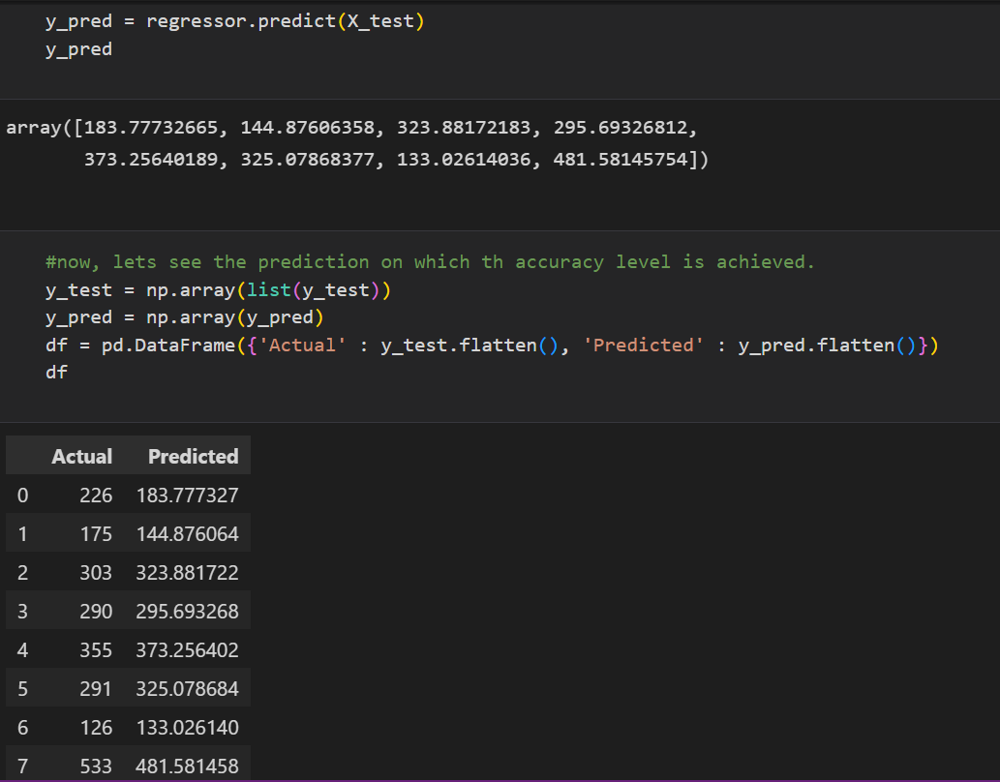 y_pred = regressor.predict(X_test)
y_pred
array([183.77732665, 144.87606358, 323.88172183, 295.69326812,
373.25640189, 325.07868377, 133.02614036, 481.58145754])
#now, lets see the prediction on which th accuracy level is achieved.
y_test = np.array(list(y_test))
y_pred = np.array(y_pred)
df = pd.DataFrame({'Actual' : y_test.flatten(), 'Predicted' : y_pred.flatten()})
df
Actual Predicted
0 226 183.777327
1 175 144.876064
2 303 323.881722
3 290 295.693268
4 355 373.256402
5 291 325.078684
6 126 133.026140
7 533 481.581458